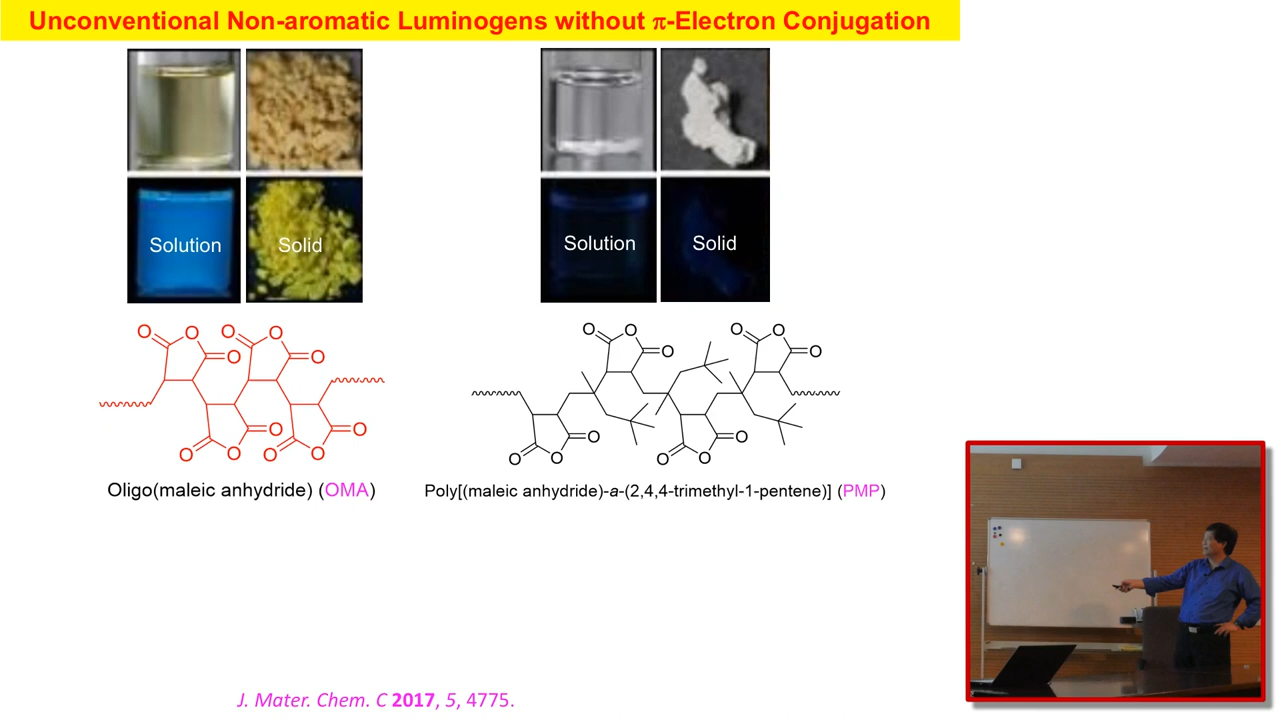 Unconventional Non-aromatic Luminogens without π-Electron Conjugation
Solution
Solid
Solution
Solid
O O O O O O
O O O O O O
O O O O O O
O O O O O O
Oligo(maleic anhydride) (OMA)
Poly[(maleic anhydride)-a-(2,4,4-trimethyl-1-pentene)] (PMP)
J. Mater. Chem. C 2017, 5, 4775.